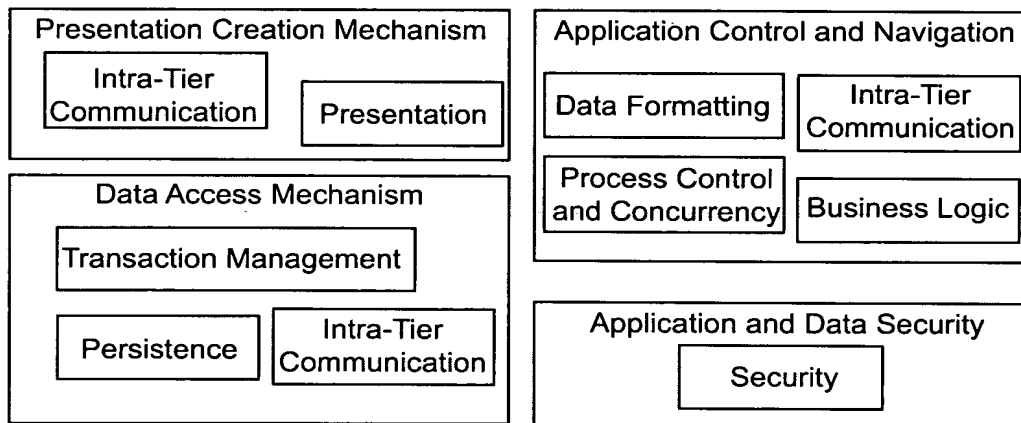 Presentation Creation Mechanism
Intra-Tier
Communication
Presentation
Data Access Mechanism
Transaction Management
Persistence
Intra-Tier
Communication
Application Control and Navigation
Data Formatting
Intra-Tier
Communication
Process Control
and Concurrency
Business Logic
Application and Data Security
Security